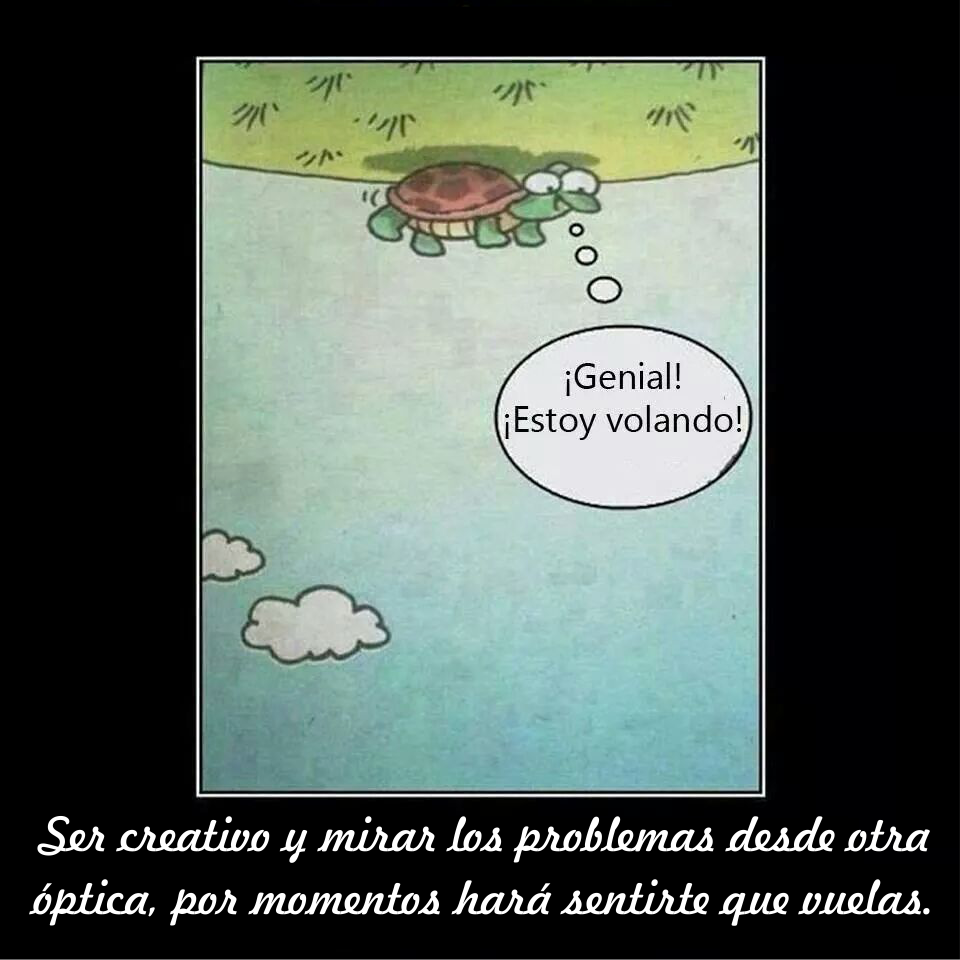 ¡Genial!
¡Estoy volando!
Ser creativo y mirar los problemas desde otra
óptica, por momentos hará sentirte que vuelas.